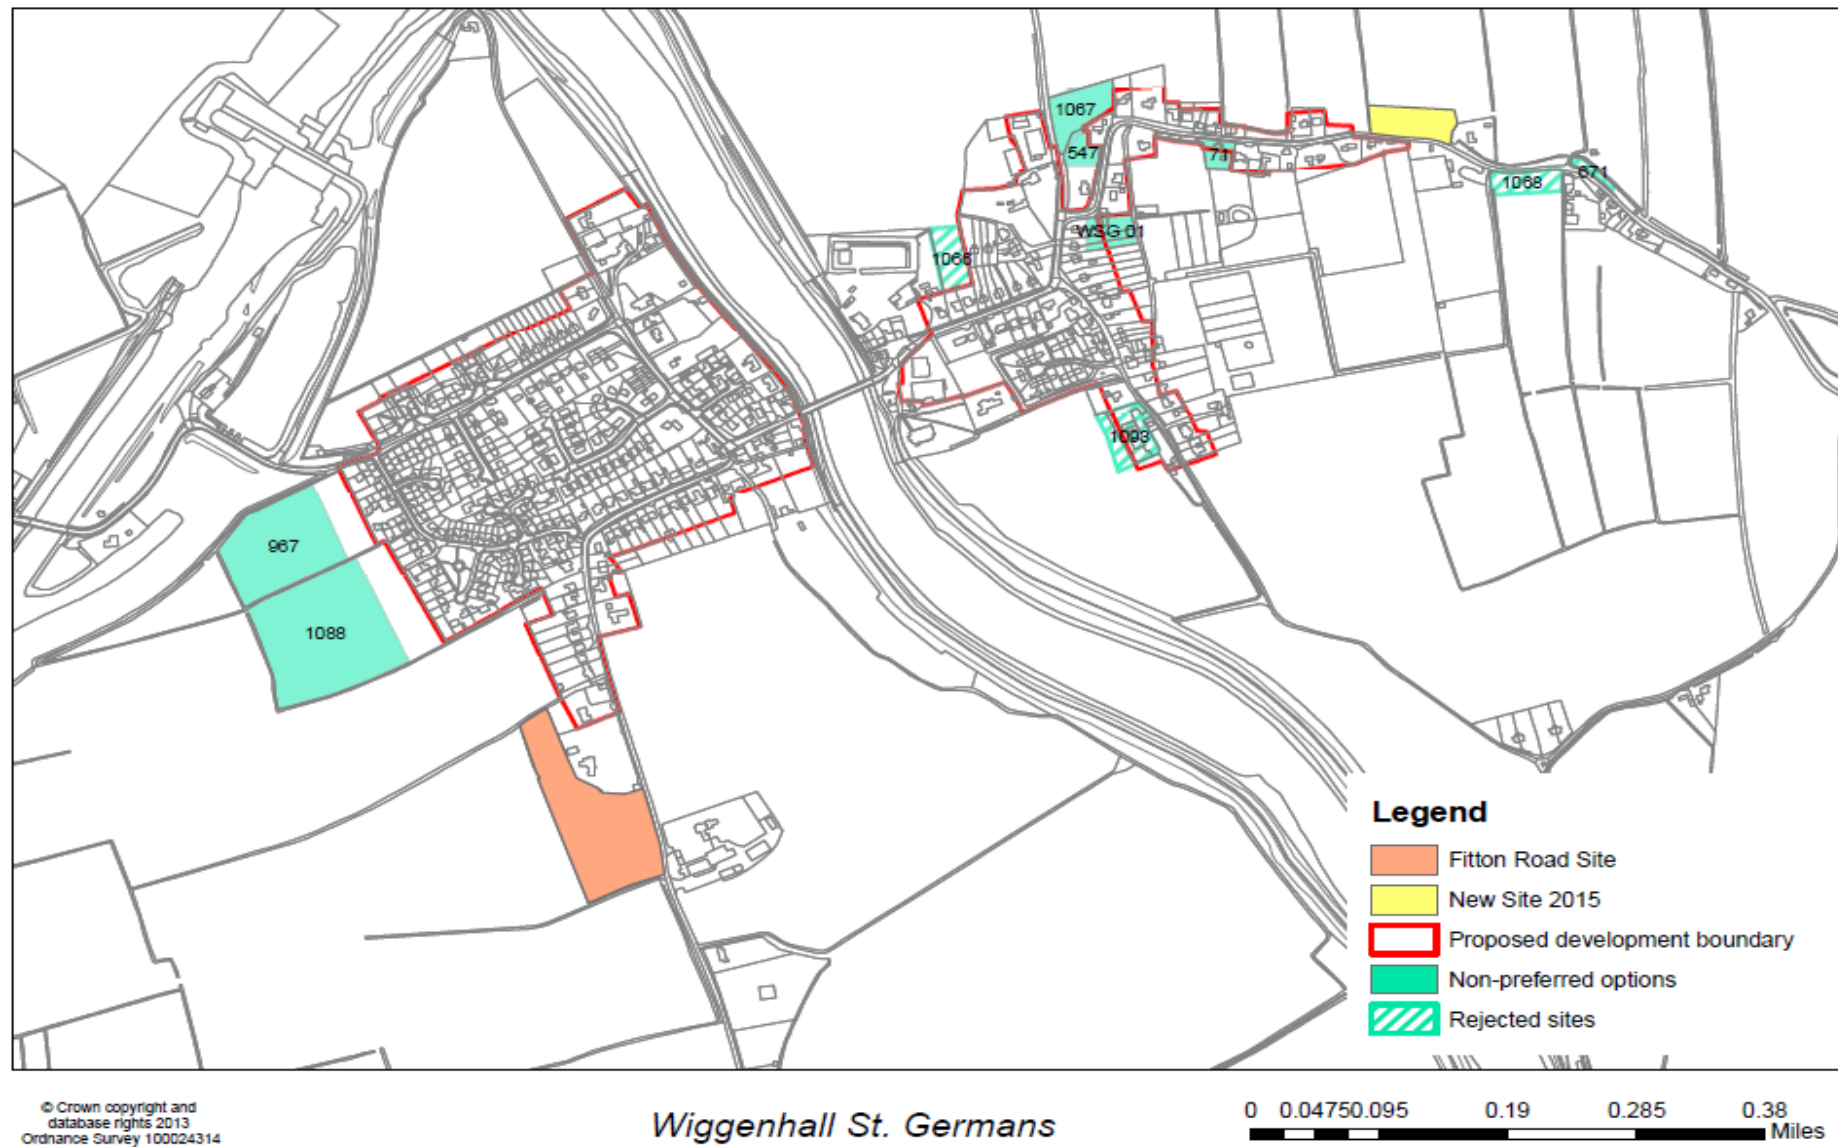 1067
547
71
1068
671
WSG 01
1066
1093
967
1088
Legend
Fitton Road Site
New Site 2015
Proposed development boundary
Non-preferred options
Rejected sites
© Crown copyright and
database rights 2013
Ordnance Survey 100024314
Wiggenhall St. Germans
0 0.04750.095 0.19 0.285 0.38
Miles